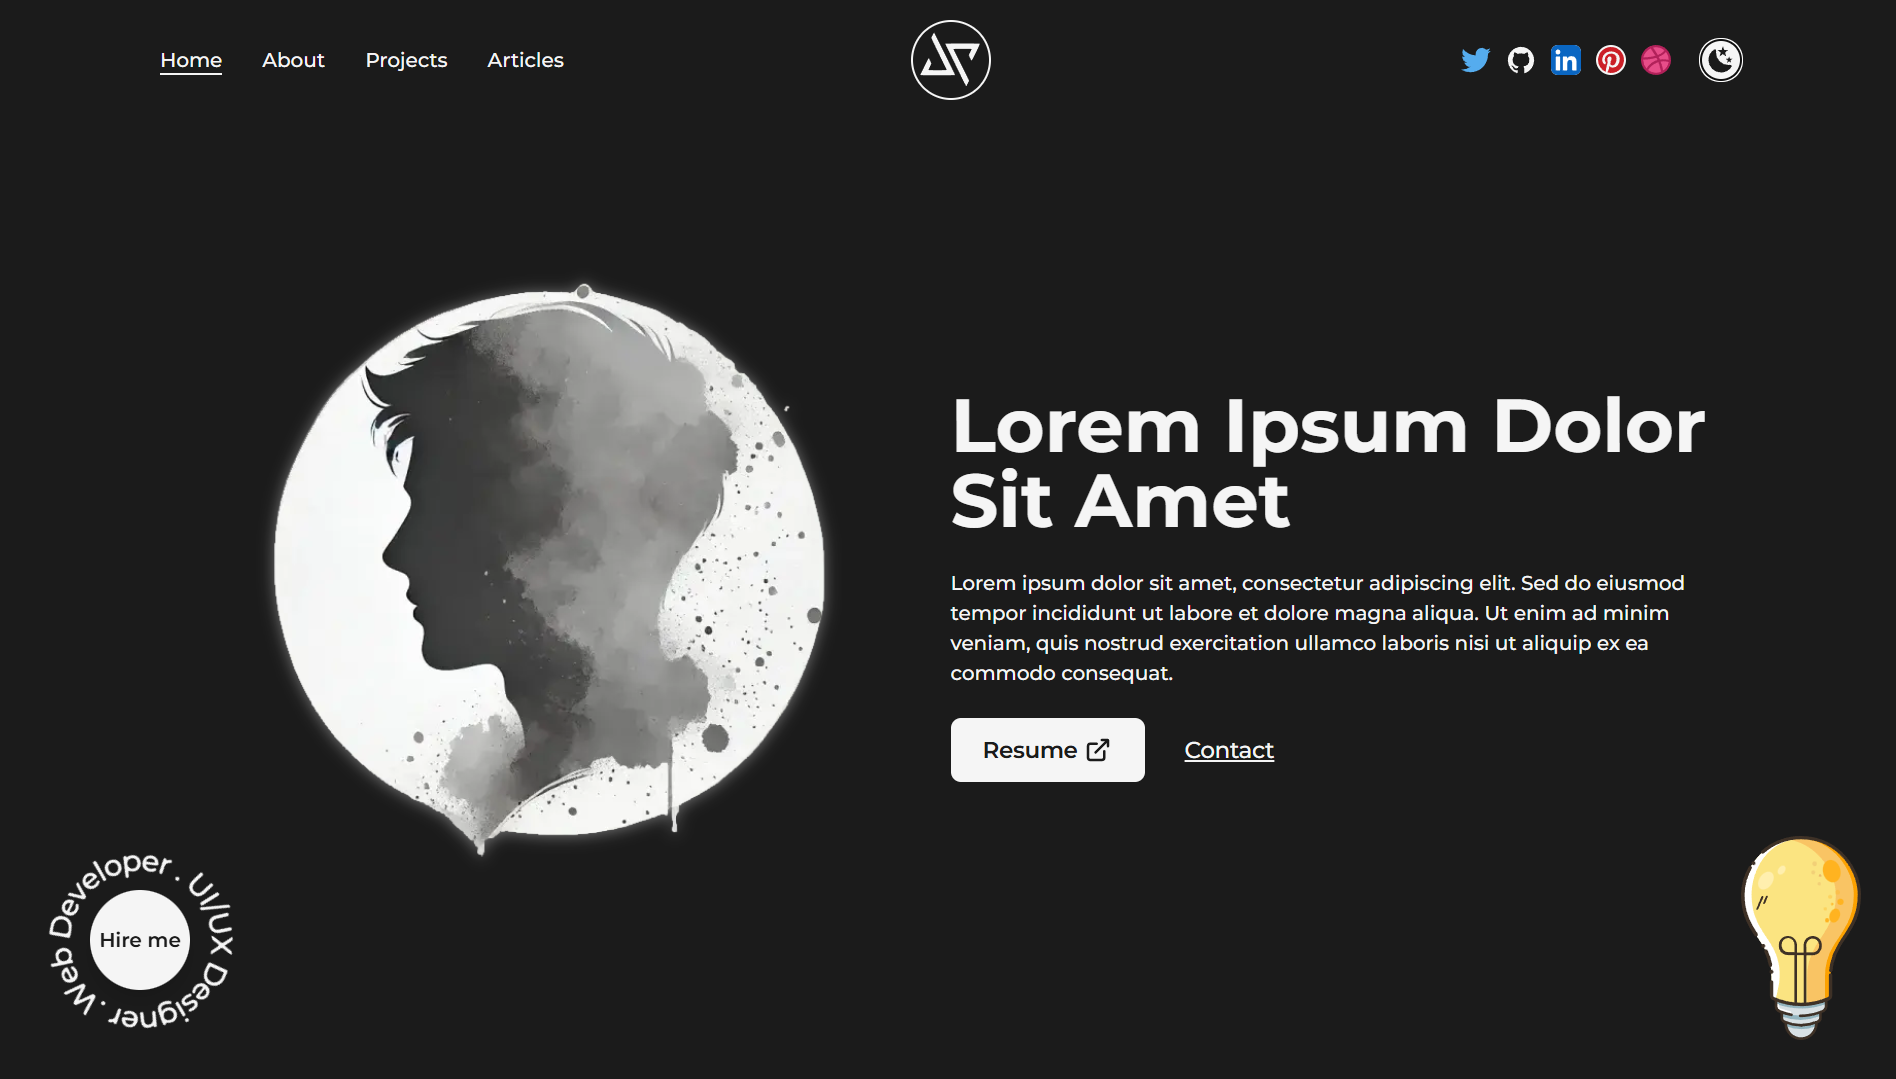 Home
About
Projects
Articles
in
Lorem Ipsum Dolor
Sit Amet
Lorem ipsum dolor sit amet, consectetur adipiscing elit. Sed do eiusmod
tempor incididunt ut labore et dolore magna aliqua. Ut enim ad minim
veniam, quis nostrud exercitation ullamco laboris nisi ut aliquip ex ea
commodo consequat.
Resume
Contact
Web Developer . UI/UX Designer .
Hire me